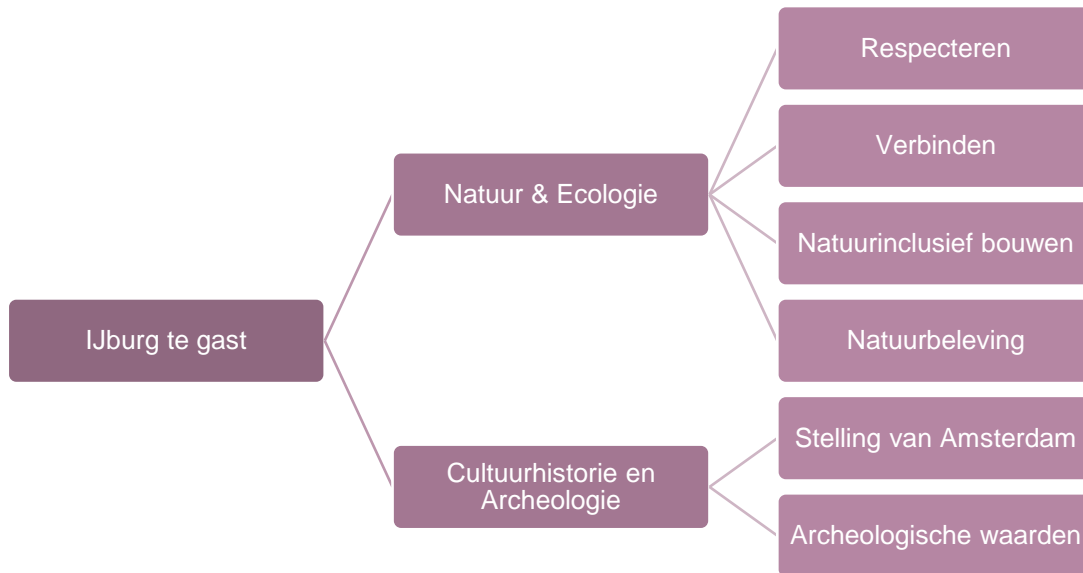 IJburg te gast
Natuur & Ecologie
Respecteren
Verbinden
Natuurinclusief bouwen
Natuurbeleving
Cultuurhistorie en
Archeologie
Stelling van Amsterdam
Archeologische waarden